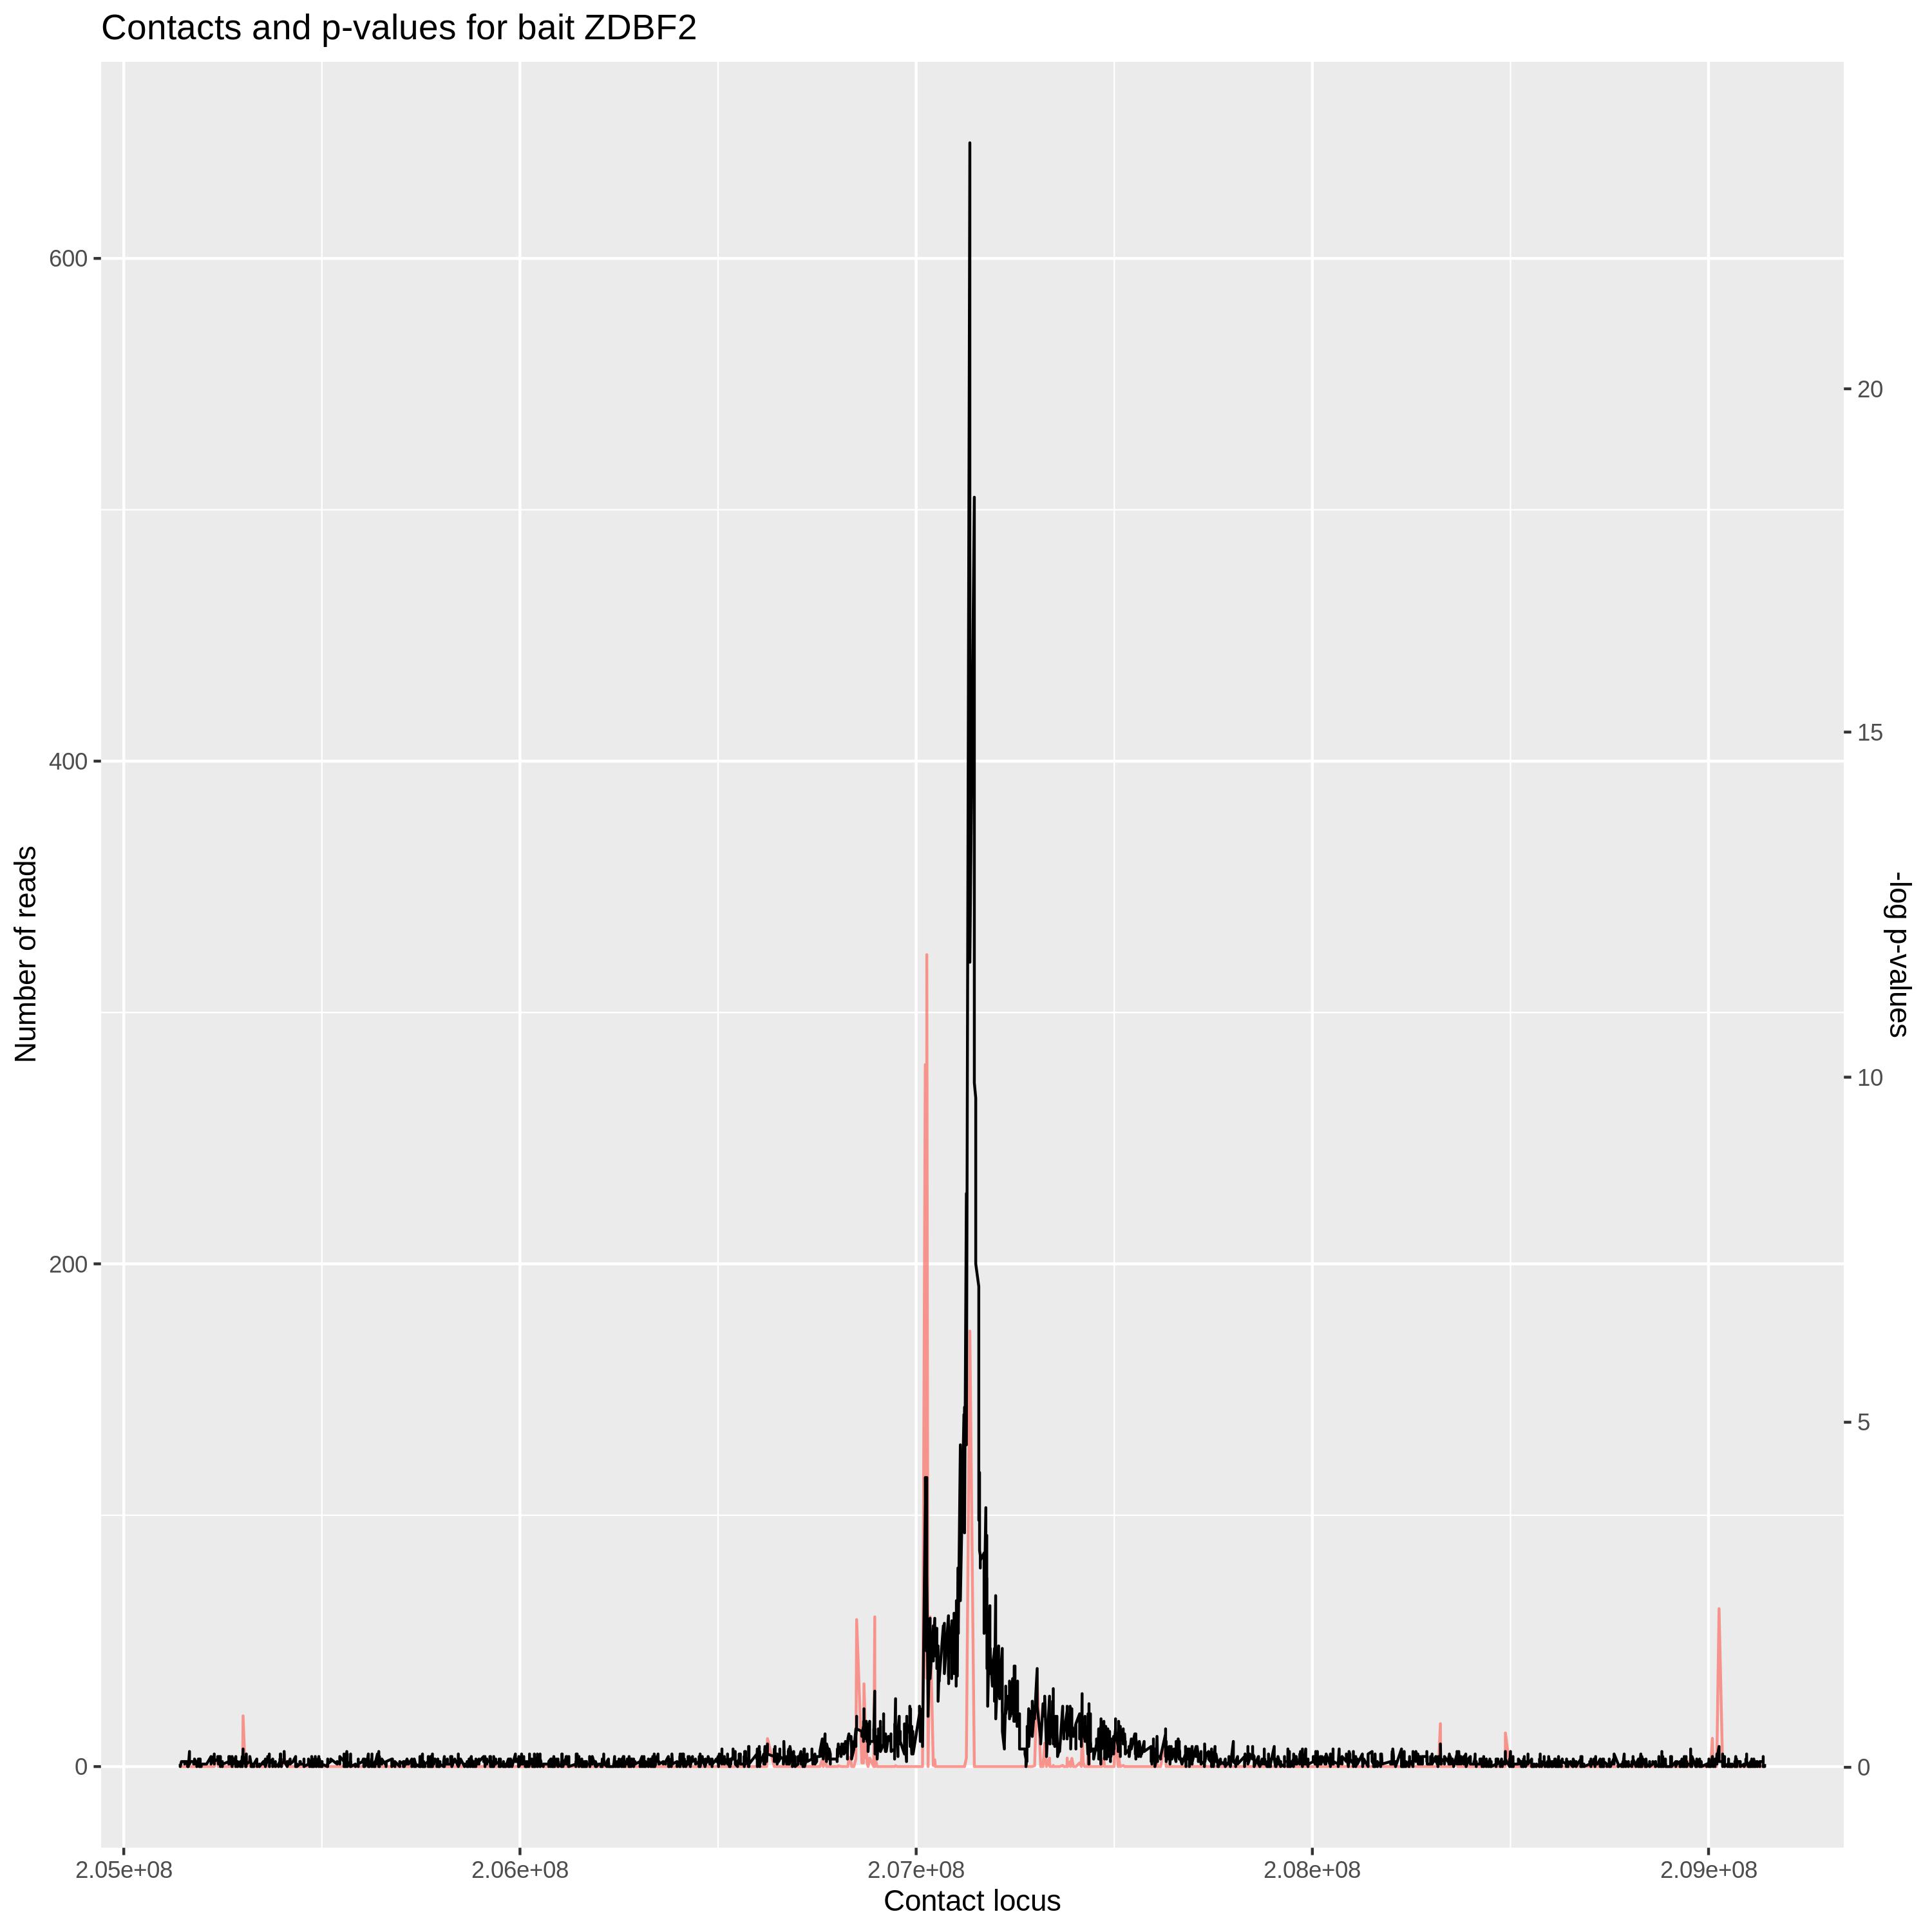 Contacts and p-values for bait ZDBF2
Number of reads
600
400
200
0
20
15
10
5
0
-log p-values
2.05e+08
2.06e+08
2.07e+08
2.08e+08
2.09e+08
Contact locus